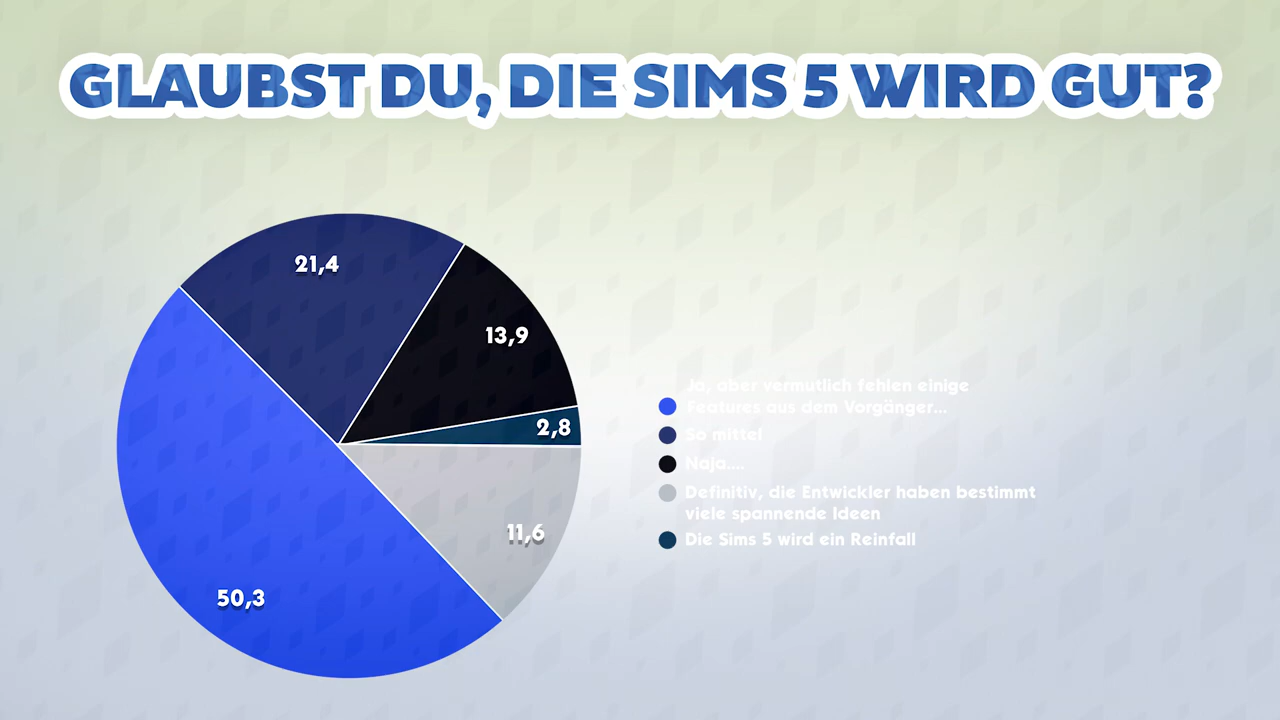 GLAUBST DU, DIE SIMS 5 WIRD GUT?
21,4
13,9
2,8
11,6
50,3
Ja, aber vermutlich fehlen einige
Features aus dem Vorgänger...
So mittel
Naja....
Definitiv, die Entwickler haben bestimmt
viele spannende Ideen
Die Sims 5 wird ein Reinfall